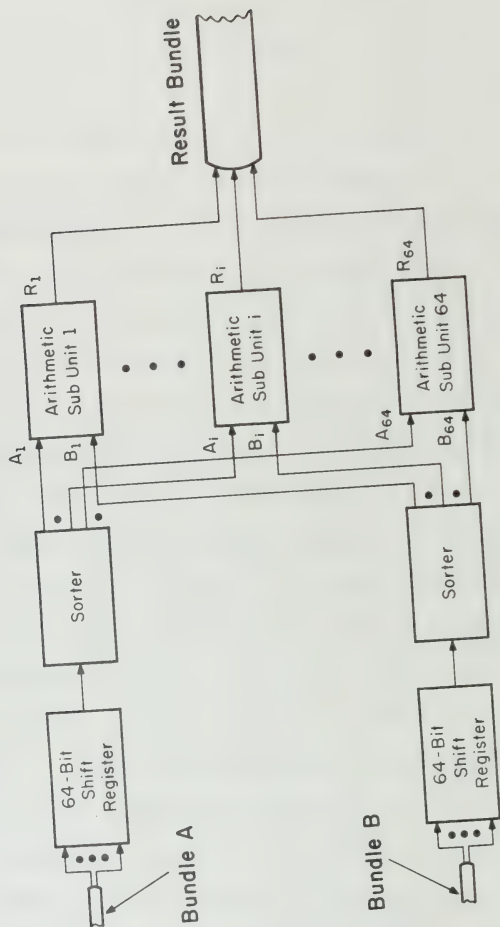 Bundle A
64-Bit
Shift
Register
Sorter
A1
B1
Arithmetic
Sub Unit 1
R1
Ai
Bi
Arithmetic
Sub Unit i
Ri
A64
B64
Arithmetic
Sub Unit 64
R64
Result Bundle
Bundle B
64-Bit
Shift
Register
Sorter